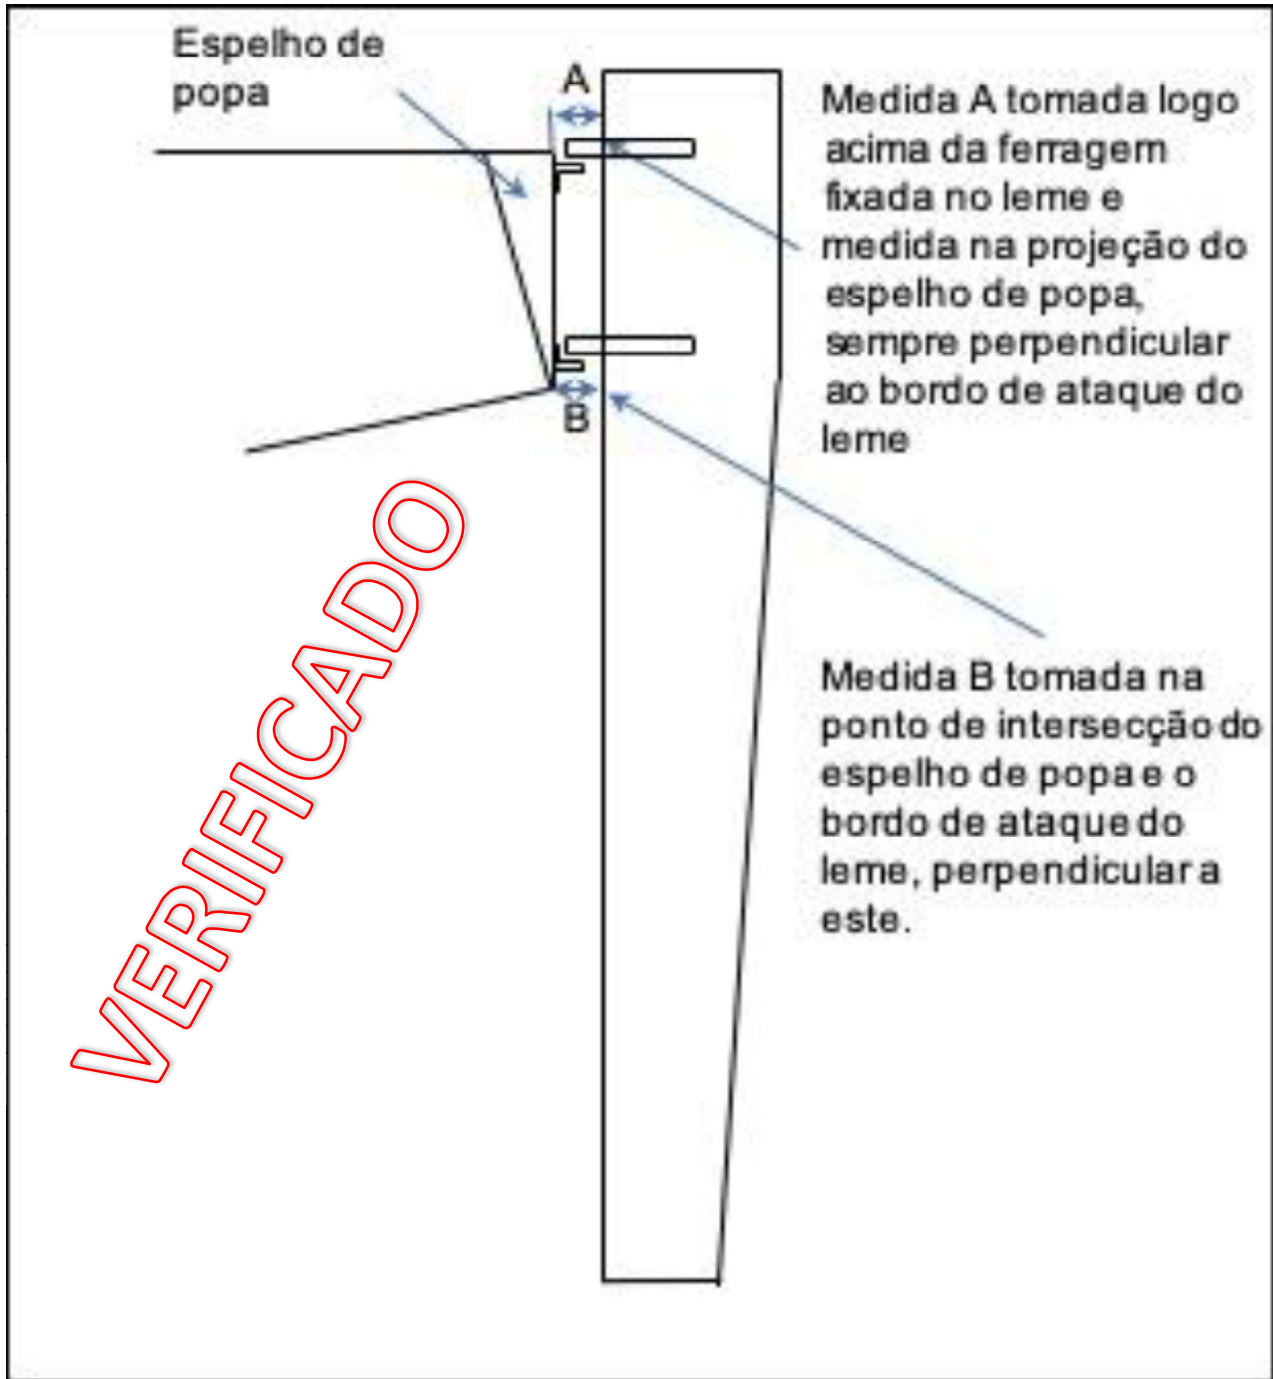 Espelho de
popa
A
Medida A tomada logo
acima da ferragem
fixada no leme e
medida na projeção do
espelho de popa,
sempre perpendicular
ao bordo de ataque do
leme
B
Medida B tomada na
ponto de intersecção do
espelho de popa e o
bordo de ataque do
leme, perpendicular a
este.
VERIFICADO